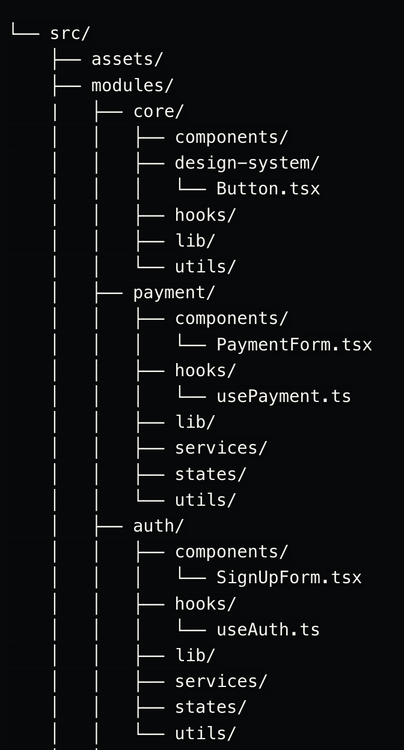 └── src/
    ├── assets/
    ├── modules/
    │   ├── core/
    │   │   ├── components/
    │   │   ├── design-system/
    │   │   │   └── Button.tsx
    │   │   ├── hooks/
    │   │   ├── lib/
    │   │   └── utils/
    │   ├── payment/
    │   │   ├── components/
    │   │   │   └── PaymentForm.tsx
    │   │   ├── hooks/
    │   │   │   └── usePayment.ts
    │   │   ├── lib/
    │   │   ├── services/
    │   │   ├── states/
    │   │   └── utils/
    │   ├── auth/
    │   │   ├── components/
    │   │   │   └── SignUpForm.tsx
    │   │   ├── hooks/
    │   │   │   └── useAuth.ts
    │   │   ├── lib/
    │   │   ├── services/
    │   │   ├── states/
    │   │   └── utils/